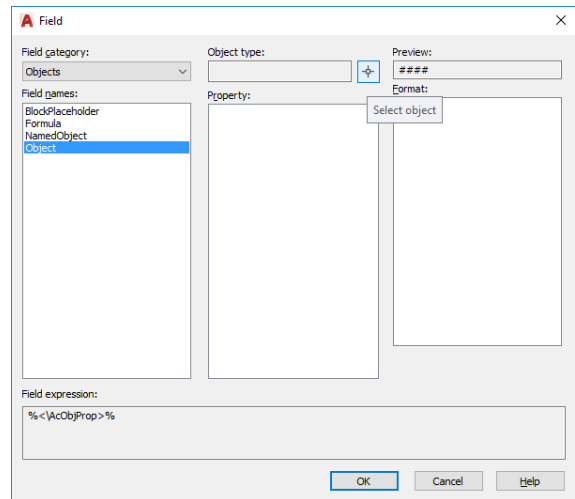 A Field
Field category:
Objects
Field names:
BlockPlaceholder
Formula
NamedObject
Object
Object type:
Property:
Preview:
####
Format:
Select object
Field expression:
%<\AcObjProp>%
OK
Cancel
Help